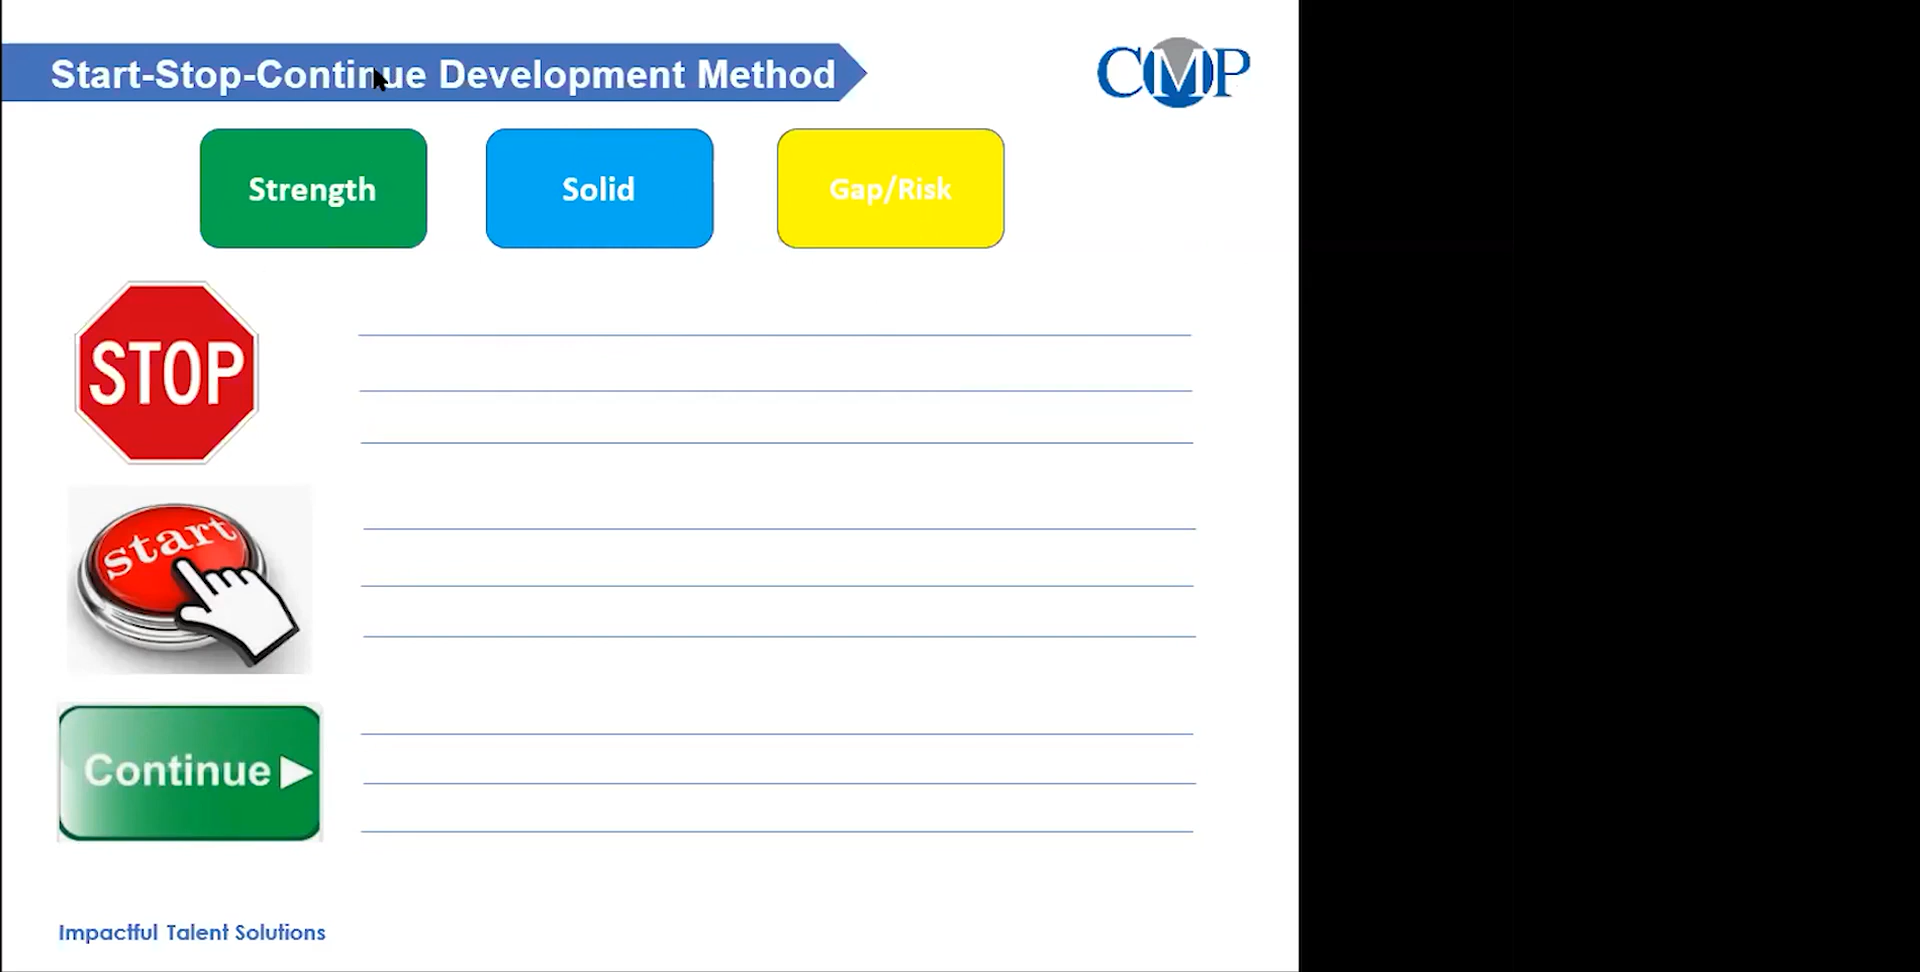 Start-Stop-Continue Development Method
CMP
Strength
Solid
Gap/Risk
STOP
start
Continue
Impactful Talent Solutions